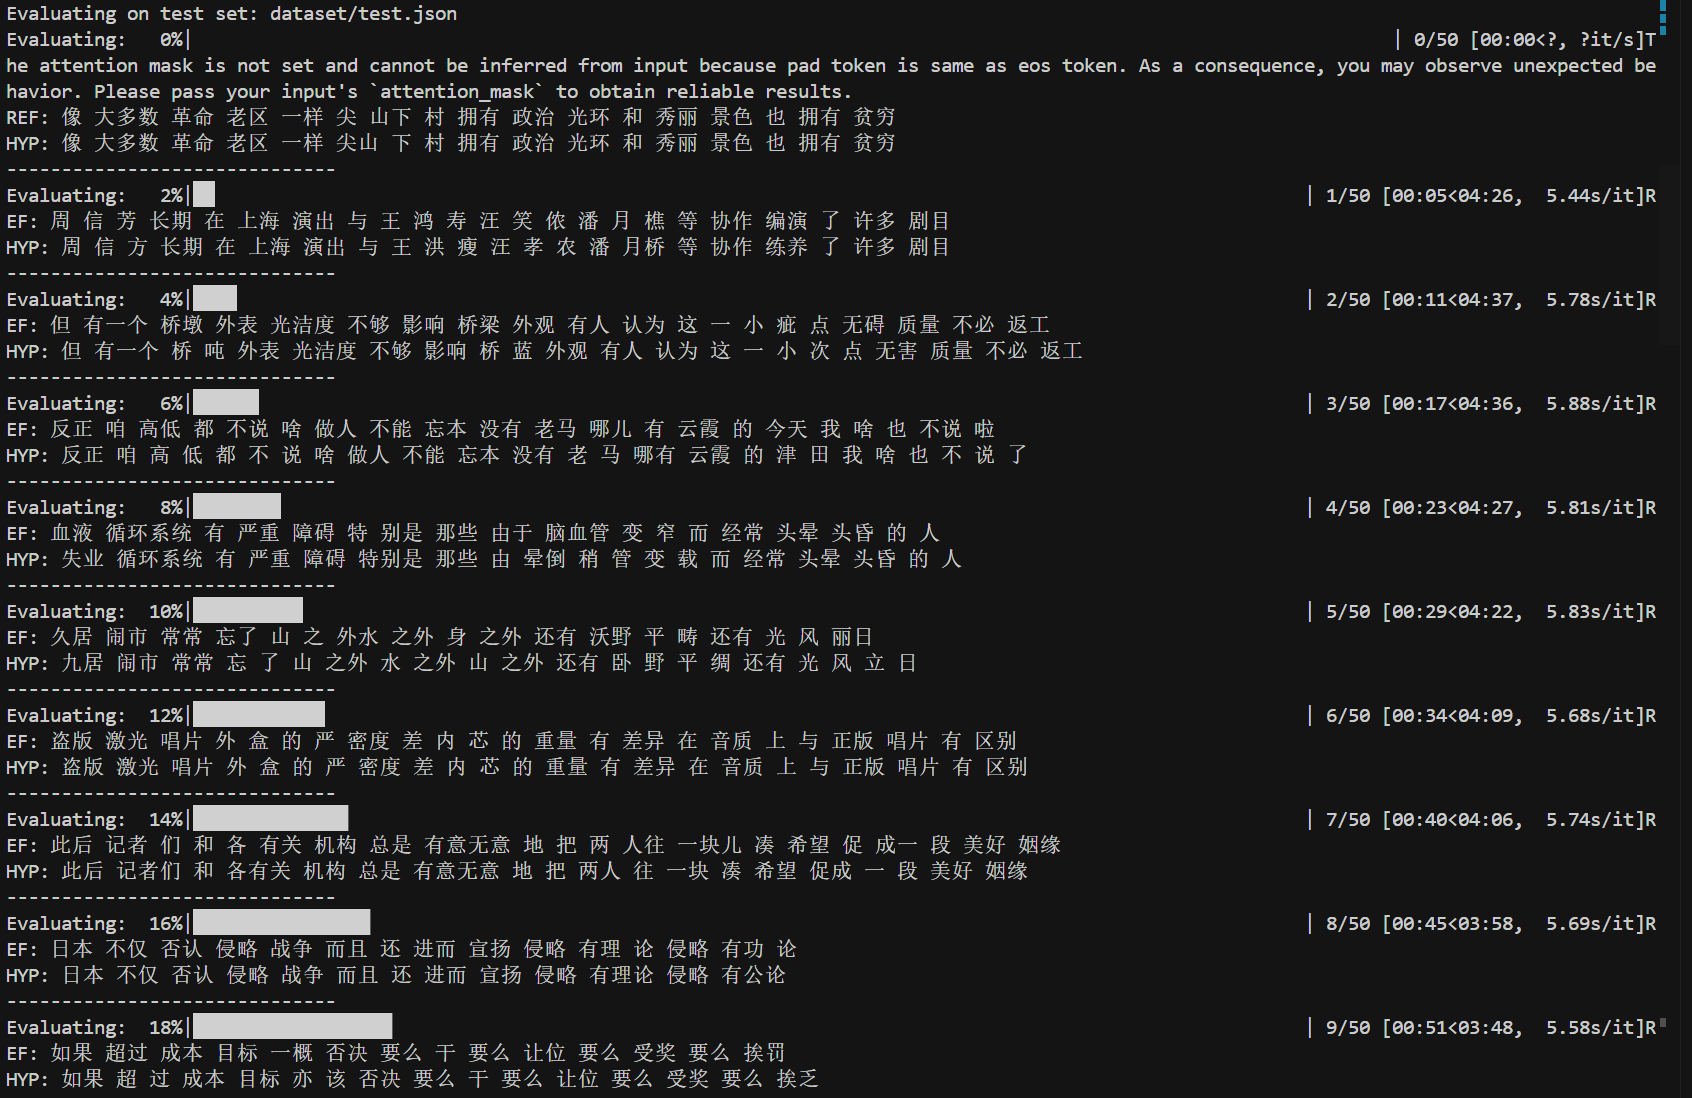 Evaluating on test set: dataset/test.json
Evaluating:   0%|          | 0/50 [00:00<?, ?it/s]T
he attention mask is not set and cannot be inferred from input because pad token is same as eos token. As a consequence, you may observe unexpected be
havior. Please pass your input's `attention_mask` to obtain reliable results.
REF: 像 大多数 革命 老区 一样 尖 山下 村 拥有 政治 光环 和 秀丽 景色 也 拥有 贫穷
HYP: 像 大多数 革命 老区 一样 尖山 下 村 拥有 政治 光环 和 秀丽 景色 也 拥有 贫穷
------------------------------
Evaluating:   2%|██          | 1/50 [00:05<04:26,  5.44s/it]R
EF: 周 信 芳 长期 在 上海 演出 与 王 鸿 寿 汪 笑 侬 潘 月 樵 等 协作 编演 了 许多 剧目
HYP: 周 信 方 长期 在 上海 演出 与 王 洪 瘦 汪 孝 农 潘 月桥 等 协作 练养 了 许多 剧目
------------------------------
Evaluating:   4%|████          | 2/50 [00:11<04:37,  5.78s/it]R
EF: 但 有一个 桥墩 外表 光洁度 不够 影响 桥梁 外观 有人 认为 这 一 小 疵 点 无碍 质量 不必 返工
HYP: 但 有一个 桥 吨 外表 光洁度 不够 影响 桥 蓝 外观 有人 认为 这 一 小 次 点 无害 质量 不必 返工
------------------------------
Evaluating:   6%|██████          | 3/50 [00:17<04:36,  5.88s/it]R
EF: 反正 咱 高低 都 不说 啥 做人 不能 忘本 没有 老马 哪儿 有 云霞 的 今天 我 啥 也 不说 啦
HYP: 反正 咱 高 低 都 不 说 啥 做人 不能 忘本 没有 老 马 哪有 云霞 的 津 田 我 啥 也 不 说 了
------------------------------
Evaluating:   8%|████████          | 4/50 [00:23<04:27,  5.81s/it]R
EF: 血液 循环系统 有 严重 障碍 特 别是 那些 由于 脑血管 变 窄 而 经常 头晕 头昏 的 人
HYP: 失业 循环系统 有 严重 障碍 特别是 那些 由 晕倒 稍 管 变 载 而 经常 头晕 头昏 的 人
------------------------------
Evaluating:  10%|██████████          | 5/50 [00:29<04:22,  5.83s/it]R
EF: 久居 闹市 常常 忘了 山 之 外水 之外 身 之外 还有 沃野 平 畴 还有 光 风 丽日
HYP: 九居 闹市 常常 忘 了 山 之外 水 之外 山 之外 还有 卧 野 平 绸 还有 光 风 立 日
------------------------------
Evaluating:  12%|████████████          | 6/50 [00:34<04:09,  5.68s/it]R
EF: 盗版 激光 唱片 外 盒 的 严 密度 差 内 芯 的 重量 有 差异 在 音质 上 与 正版 唱片 有 区别
HYP: 盗版 激光 唱片 外 盒 的 严 密度 差 内 芯 的 重量 有 差异 在 音质 上 与 正版 唱片 有 区别
------------------------------
Evaluating:  14%|██████████████          | 7/50 [00:40<04:06,  5.74s/it]R
EF: 此后 记者 们 和 各 有关 机构 总是 有意无意 地 把 两 人往 一块儿 凑 希望 促 成一 段 美好 姻缘
HYP: 此后 记者们 和 各有关 机构 总是 有意无意 地 把 两人 往 一块 凑 希望 促成 一 段 美好 姻缘
------------------------------
Evaluating:  16%|████████████████          | 8/50 [00:45<03:58,  5.69s/it]R
EF: 日本 不仅 否认 侵略 战争 而且 还 进而 宣扬 侵略 有理 论 侵略 有功 论
HYP: 日本 不仅 否认 侵略 战争 而且 还 进而 宣扬 侵略 有理论 侵略 有公论
------------------------------
Evaluating:  18%|██████████████████          | 9/50 [00:51<03:48,  5.58s/it]R
EF: 如果 超过 成本 目标 一概 否决 要么 干 要么 让位 要么 受奖 要么 挨罚
HYP: 如果 超 过 成本 目标 亦 该 否决 要么 干 要么 让位 要么 受奖 要么 挨乏